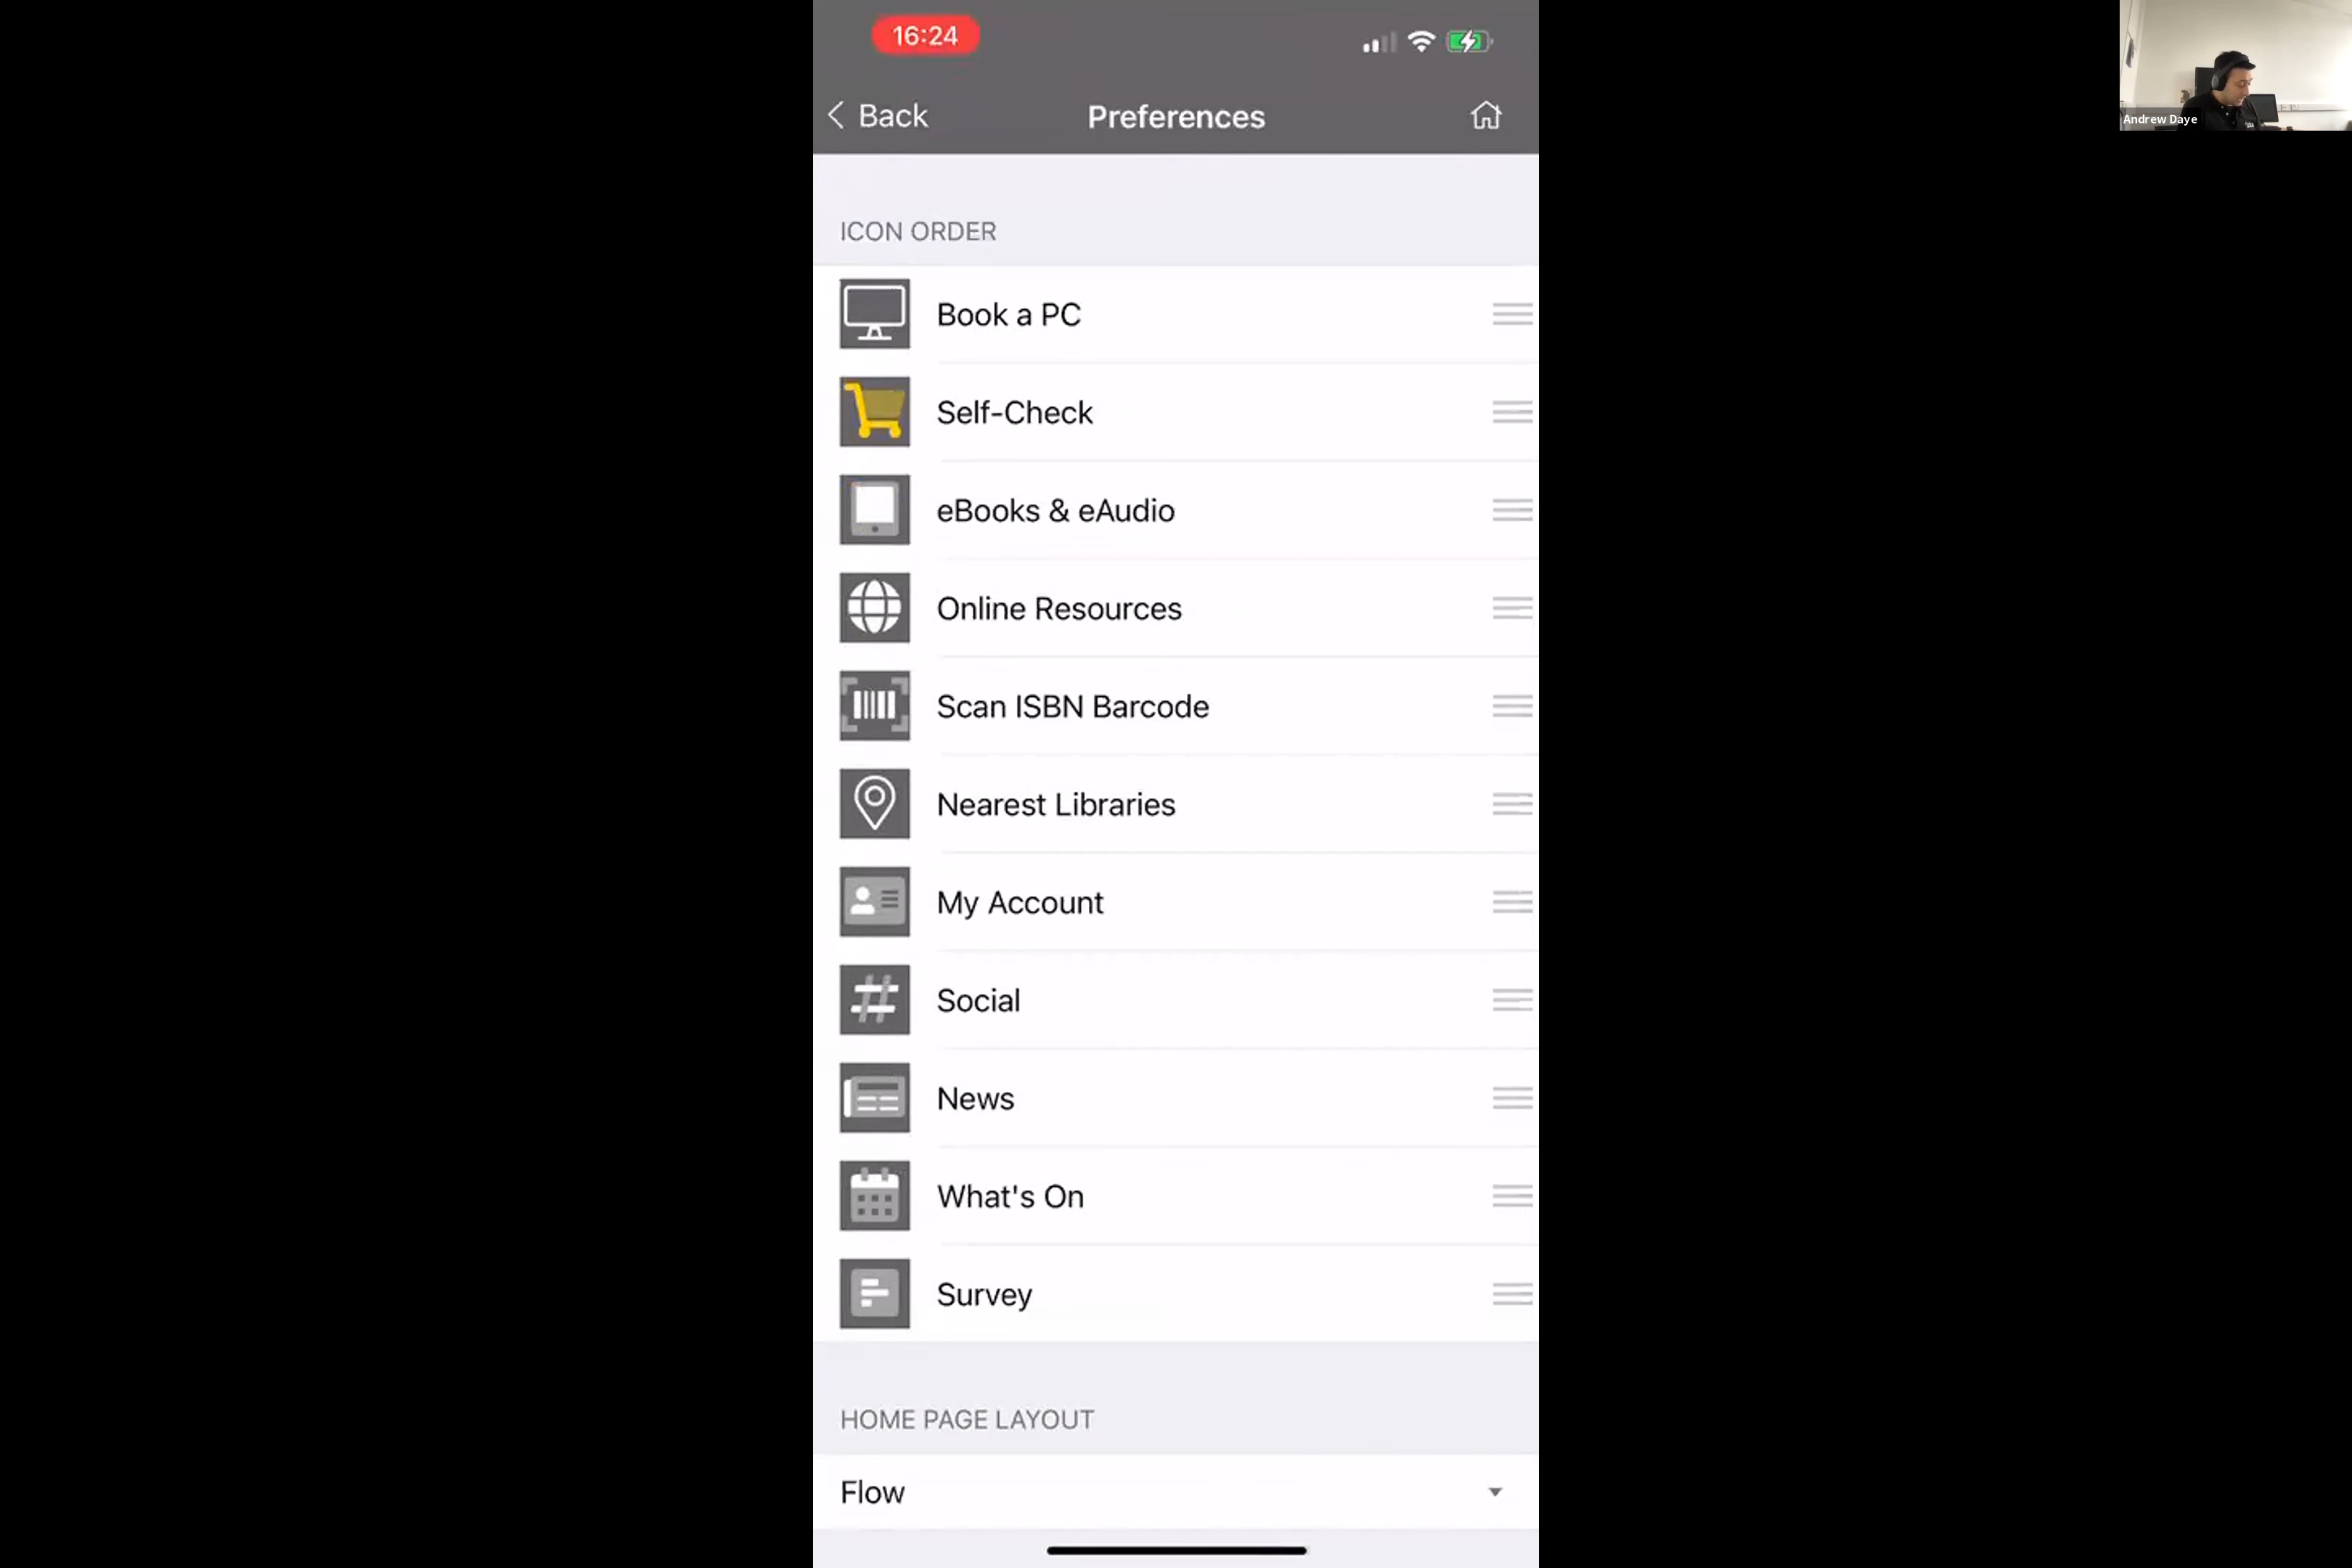 16:24
Back
Preferences
Andrew Daye
ICON ORDER
Book a PC
Self-Check
eBooks & eAudio
Online Resources
Scan ISBN Barcode
Nearest Libraries
My Account
Social
News
What's On
Survey
HOME PAGE LAYOUT
Flow